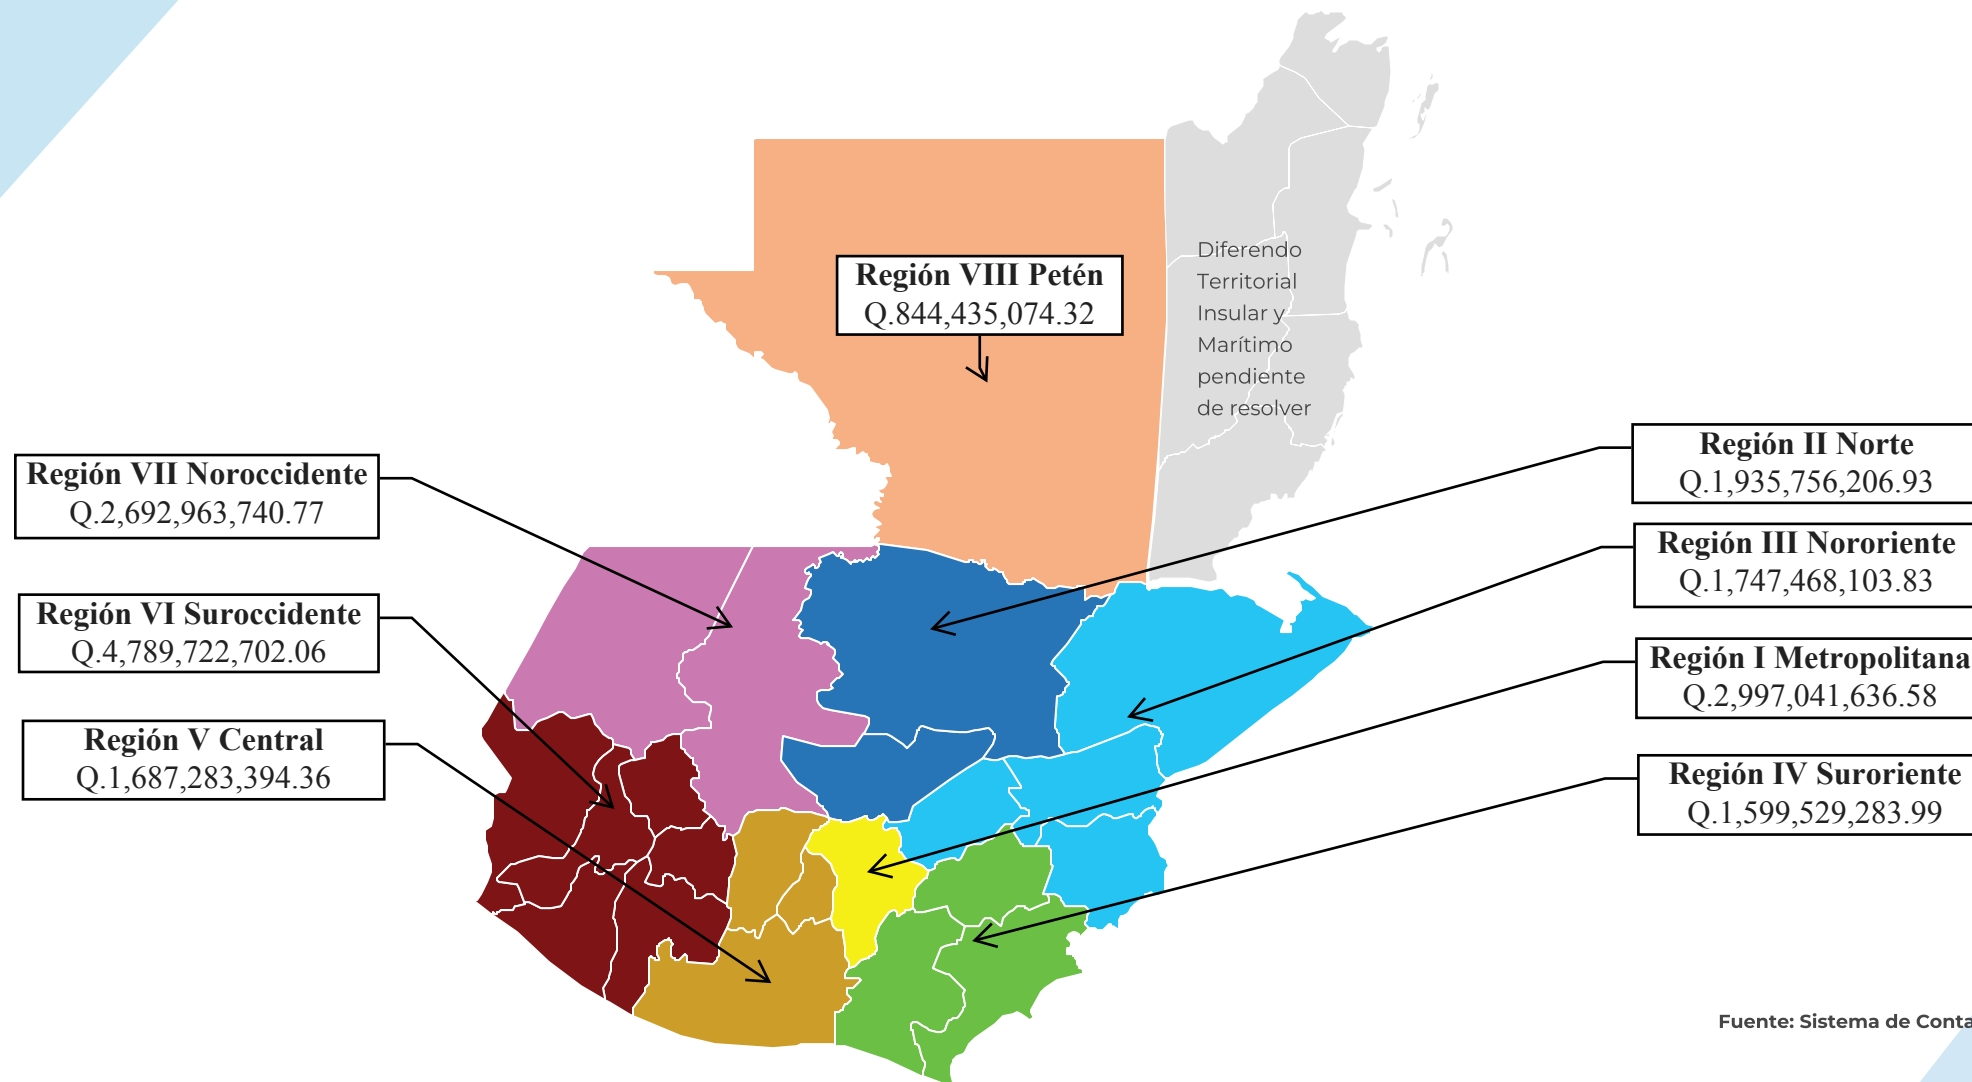 Región VIII Petén
Q.844,435,074.32
Diferendo
Territorial
Insular y
Marítimo
pendiente
de resolver
Región VII Noroccidente
Q.2,692,963,740.77
Región VI Suroccidente
Q.4,789,722,702.06
Región V Central
Q.1,687,283,394.36
Región II Norte
Q.1,935,756,206.93
Región III Nororiente
Q.1,747,468,103.83
Región I Metropolitana
Q.2,997,041,636.58
Región IV Suroriente
Q.1,599,529,283.99
Fuente: Sistema de Conta